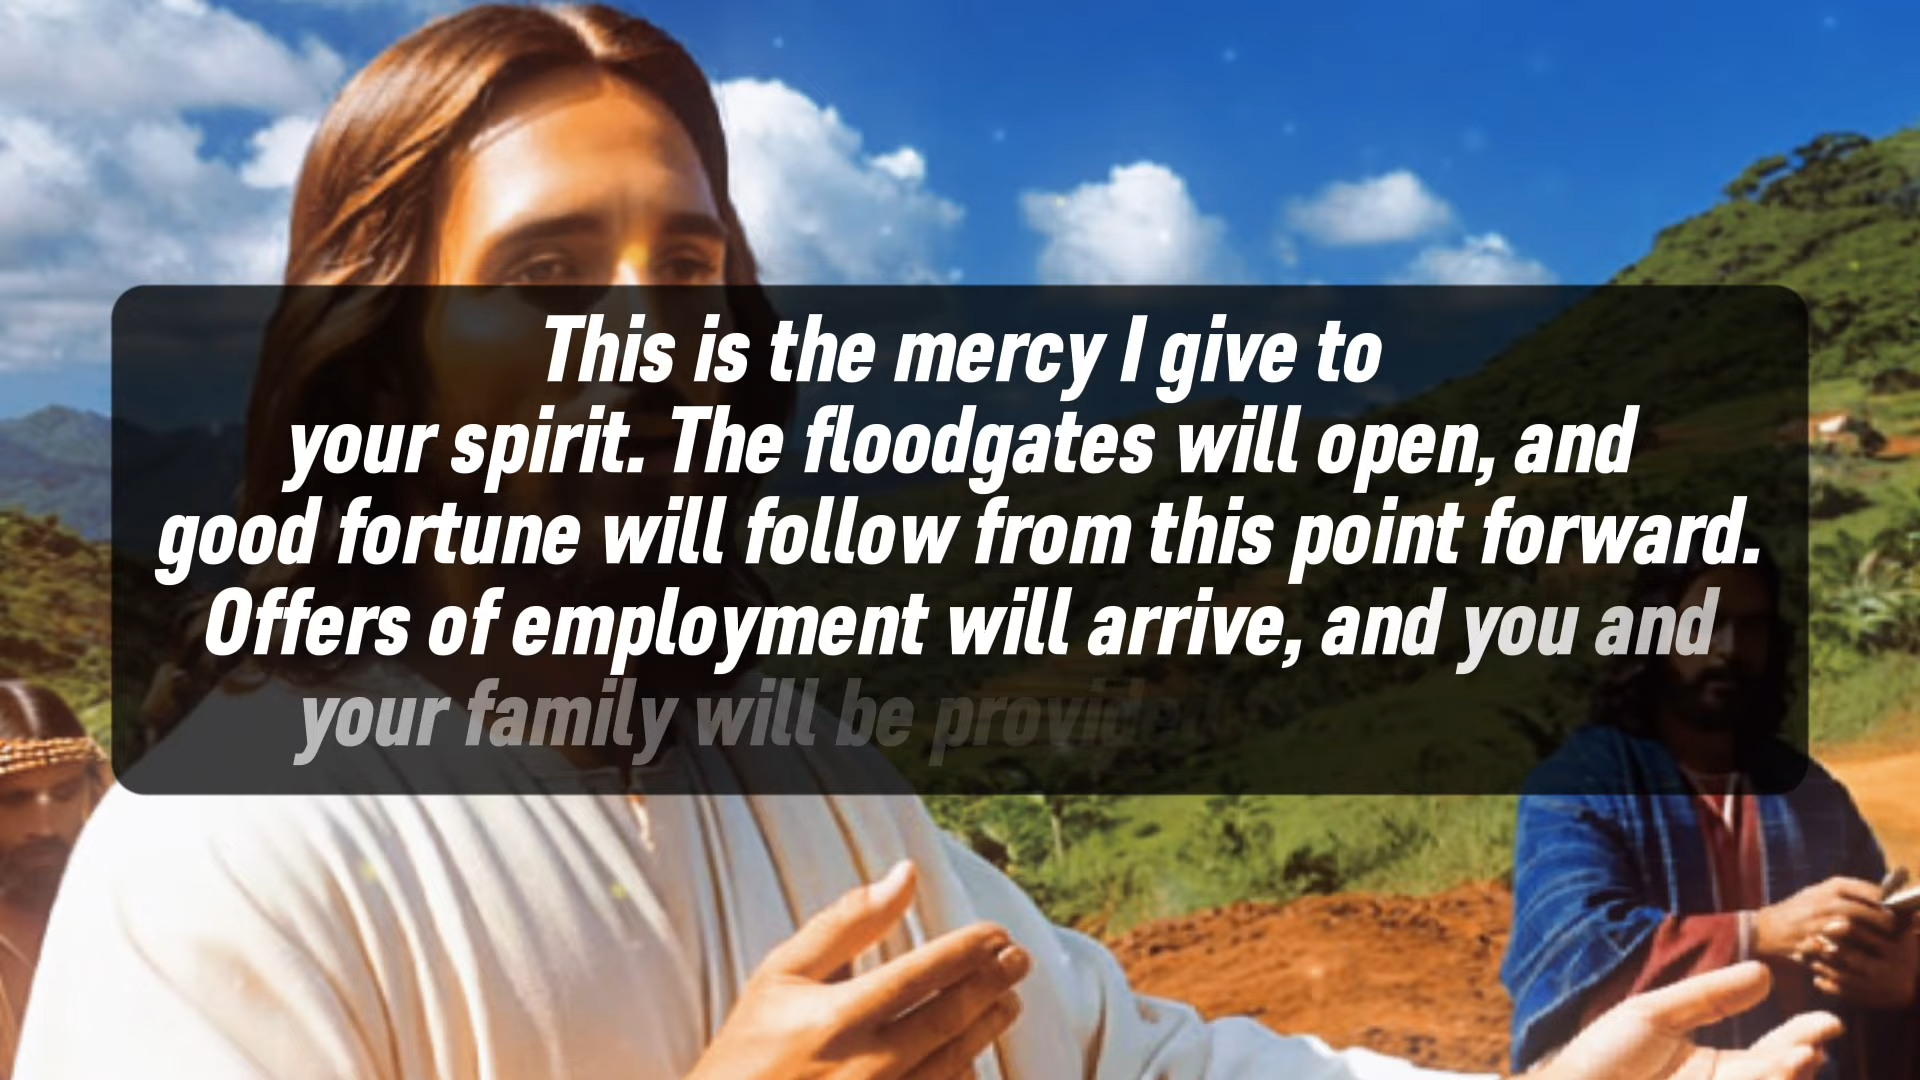 This is the mercy I give to
your spirit. The floodgates will open, and
good fortune will follow from this point forward.
Offers of employment will arrive, and you and
your family will be provided